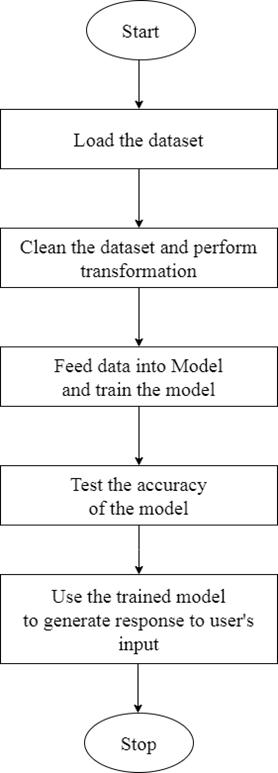 Start
Load the dataset
Clean the dataset and perform
transformation
Feed data into Model
and train the model
Test the accuracy
of the model
Use the trained model
to generate response to user's
input
Stop